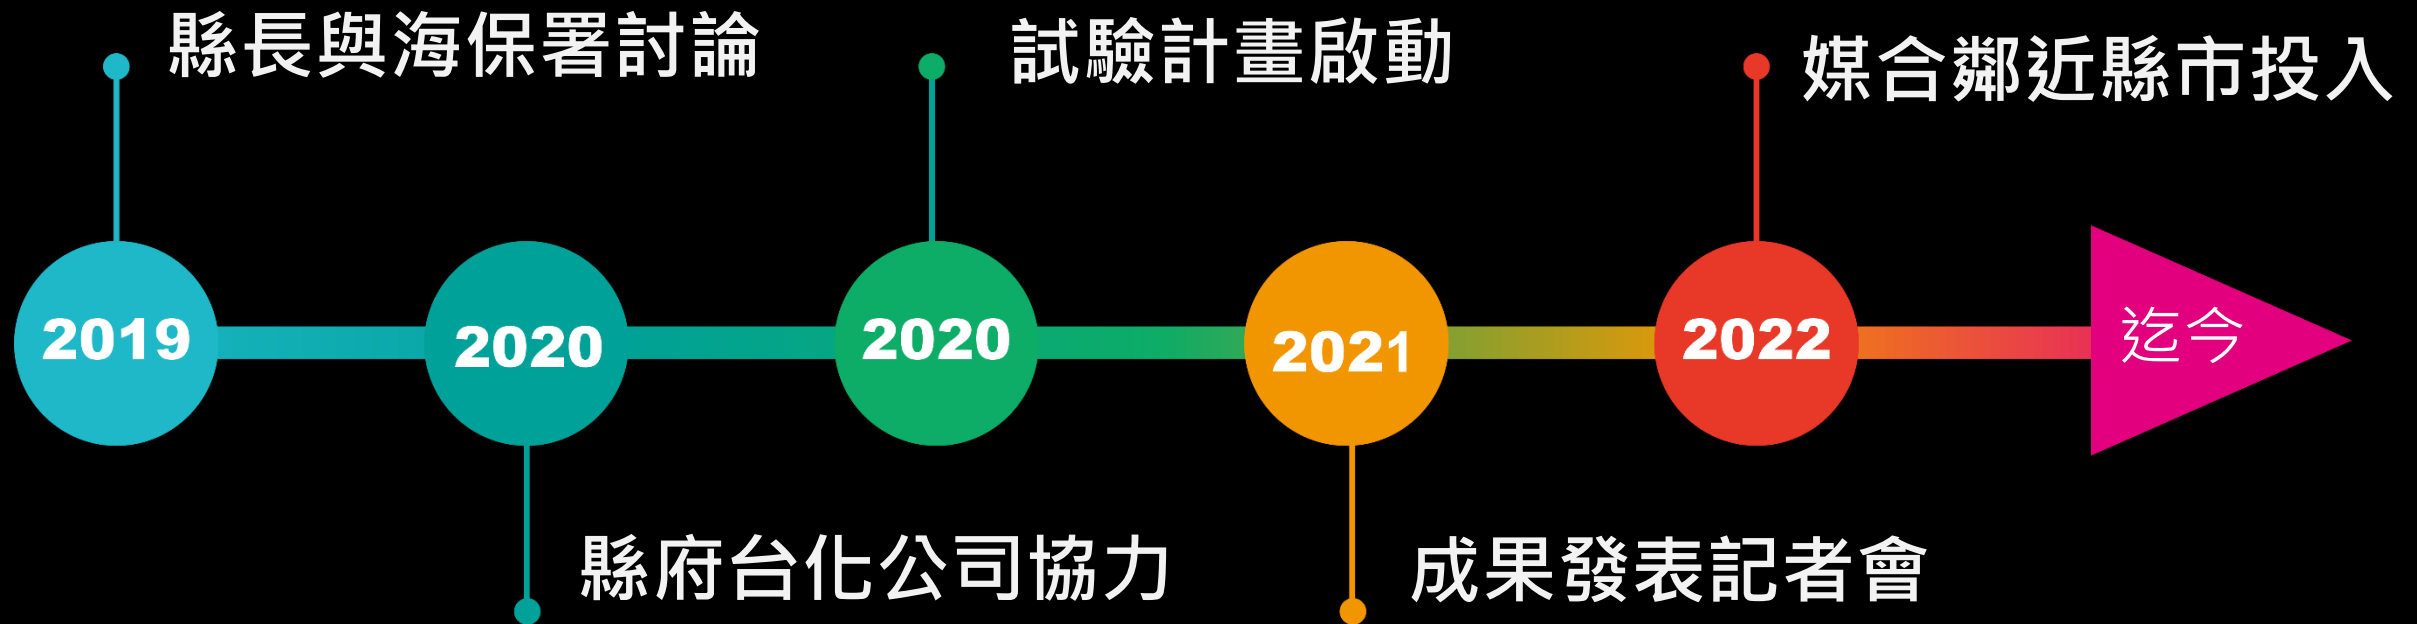 縣長與海保署討論
試驗計畫啟動
媒合鄰近縣市投入
2019
2020
2020
2021
2022
迄今
縣府台化公司協力
成果發表記者會